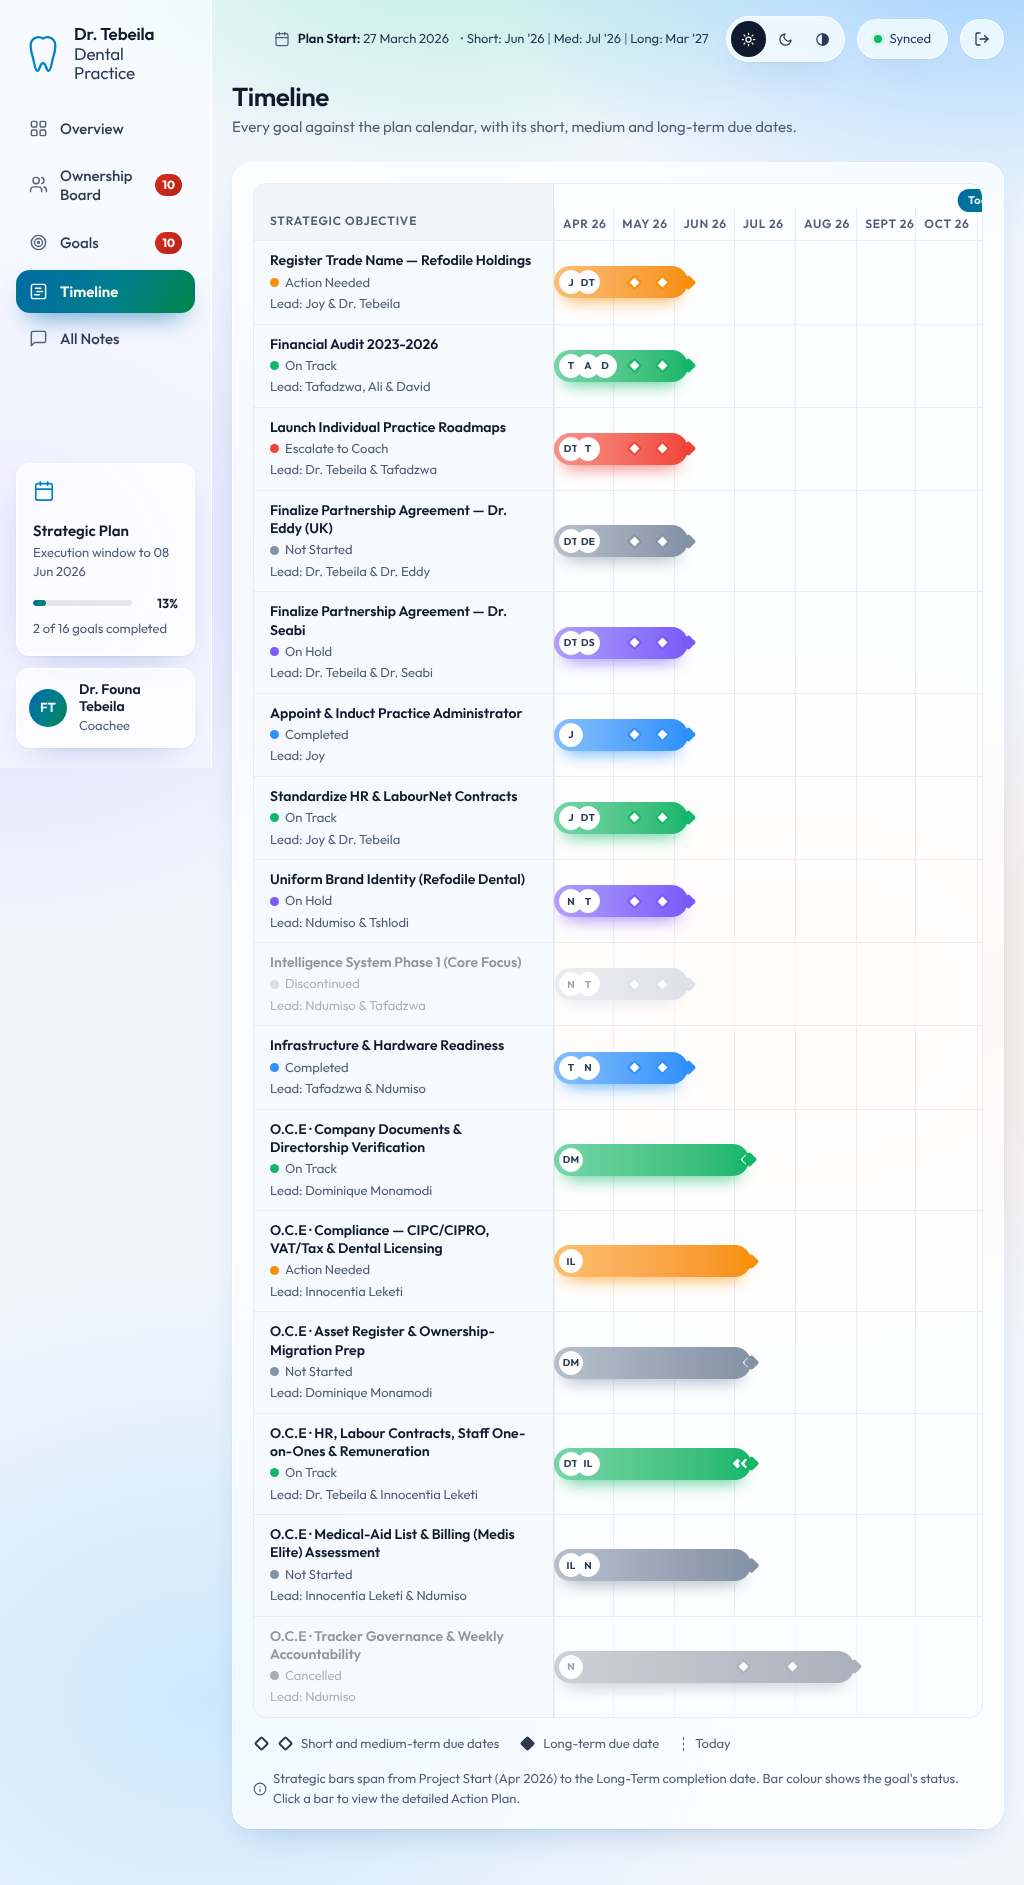 Dr. Tebeila
Dental
Practice
Overview
Ownership
Board
10
Goals
10
Timeline
All Notes
Strategic Plan
Execution window to 08
Jun 2026
13%
2 of 16 goals completed
FT
Dr. Founa
Tebeila
Coachee
Plan Start: 27 March 2026 · Short: Jun '26 | Med: Jul '26 | Long: Mar '27
Synced
Timeline
Every goal against the plan calendar, with its short, medium and long-term due dates.
STRATEGIC OBJECTIVE
APR 26 MAY 26 JUN 26 JUL 26 AUG 26 SEPT 26 OCT 26
Register Trade Name — Refodile Holdings
Action Needed
Lead: Joy & Dr. Tebeila
J DT
Financial Audit 2023-2026
On Track
Lead: Tafadzwa, Ali & David
T A D
Launch Individual Practice Roadmaps
Escalate to Coach
Lead: Dr. Tebeila & Tafadzwa
DT T
Finalize Partnership Agreement — Dr.
Eddy (UK)
Not Started
Lead: Dr. Tebeila & Dr. Eddy
DT DE
Finalize Partnership Agreement — Dr.
Seabi
On Hold
Lead: Dr. Tebeila & Dr. Seabi
DT DS
Appoint & Induct Practice Administrator
Completed
Lead: Joy
J
Standardize HR & LabourNet Contracts
On Track
Lead: Joy & Dr. Tebeila
J DT
Uniform Brand Identity (Refodile Dental)
On Hold
Lead: Ndumiso & Tshlodi
N T
Intelligence System Phase 1 (Core Focus)
Discontinued
Lead: Ndumiso & Tafadzwa
N T
Infrastructure & Hardware Readiness
Completed
Lead: Tafadzwa & Ndumiso
T N
O.C.E · Company Documents &
Directorship Verification
On Track
Lead: Dominique Monamodi
DM
O.C.E · Compliance — CIPC/CIPRO,
VAT/Tax & Dental Licensing
Action Needed
Lead: Innocentia Leketi
IL
O.C.E · Asset Register & Ownership-
Migration Prep
Not Started
Lead: Dominique Monamodi
DM
O.C.E · HR, Labour Contracts, Staff One-
on-Ones & Remuneration
On Track
Lead: Dr. Tebeila & Innocentia Leketi
DT IL
O.C.E · Medical-Aid List & Billing (Medis
Elite) Assessment
Not Started
Lead: Innocentia Leketi & Ndumiso
IL N
O.C.E · Tracker Governance & Weekly
Accountability
Cancelled
Lead: Ndumiso
N
Short and medium-term due dates Long-term due date Today
Strategic bars span from Project Start (Apr 2026) to the Long-Term completion date. Bar colour shows the goal's status.
Click a bar to view the detailed Action Plan.